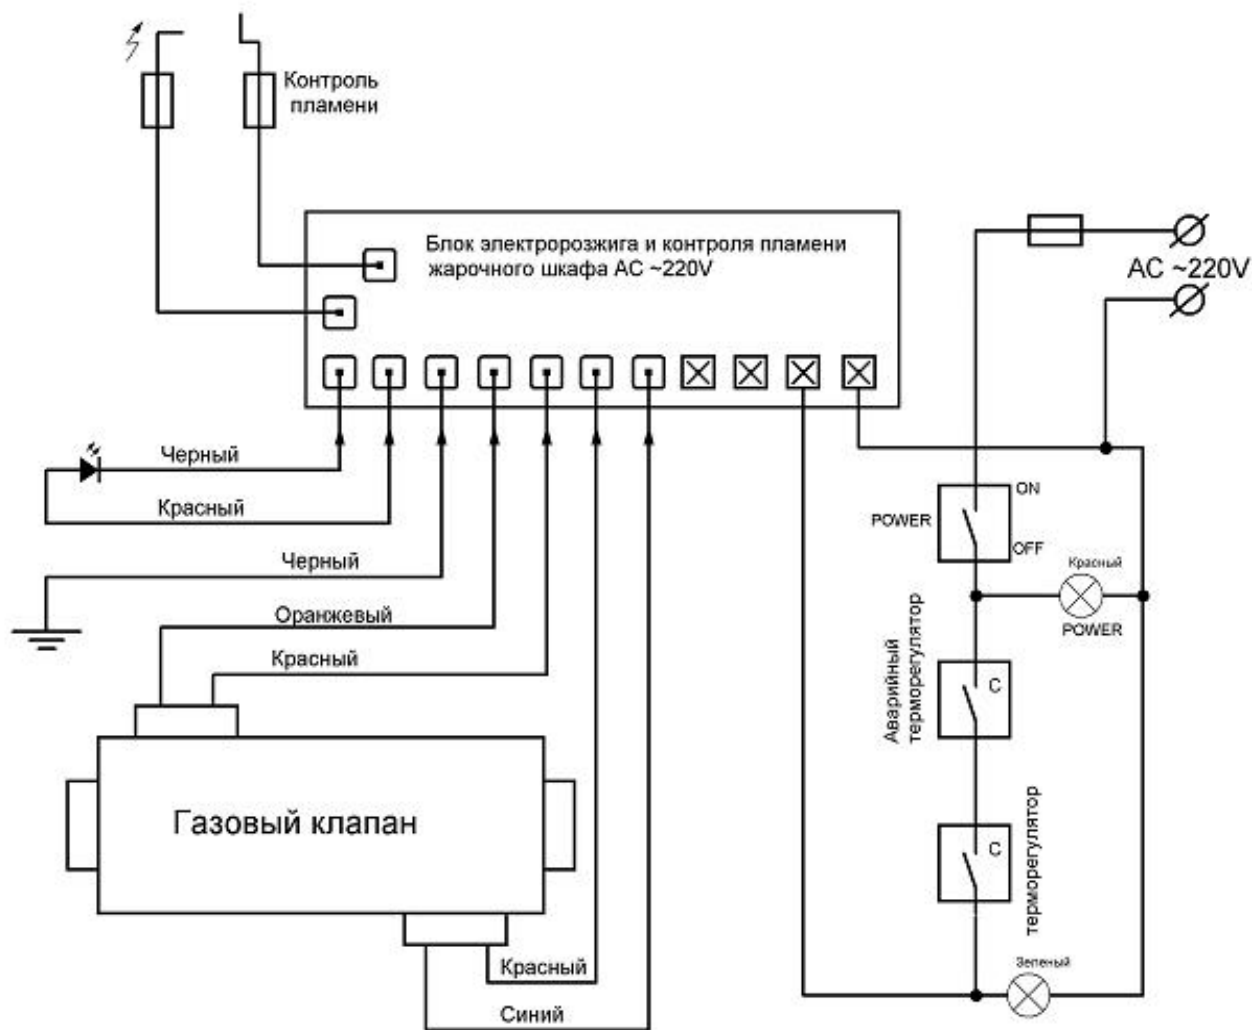 Контроль
пламени
Блок электророзжига и контроля пламени
жарочного шкафа AC ~220V
AC ~220V
Черный
Красный
Черный
Оранжевый
Красный
Газовый клапан
Красный
Синий
ON
POWER
OFF
Красный
POWER
Аварийный
терморегулятор
C
терморегулятор
C
Зеленый